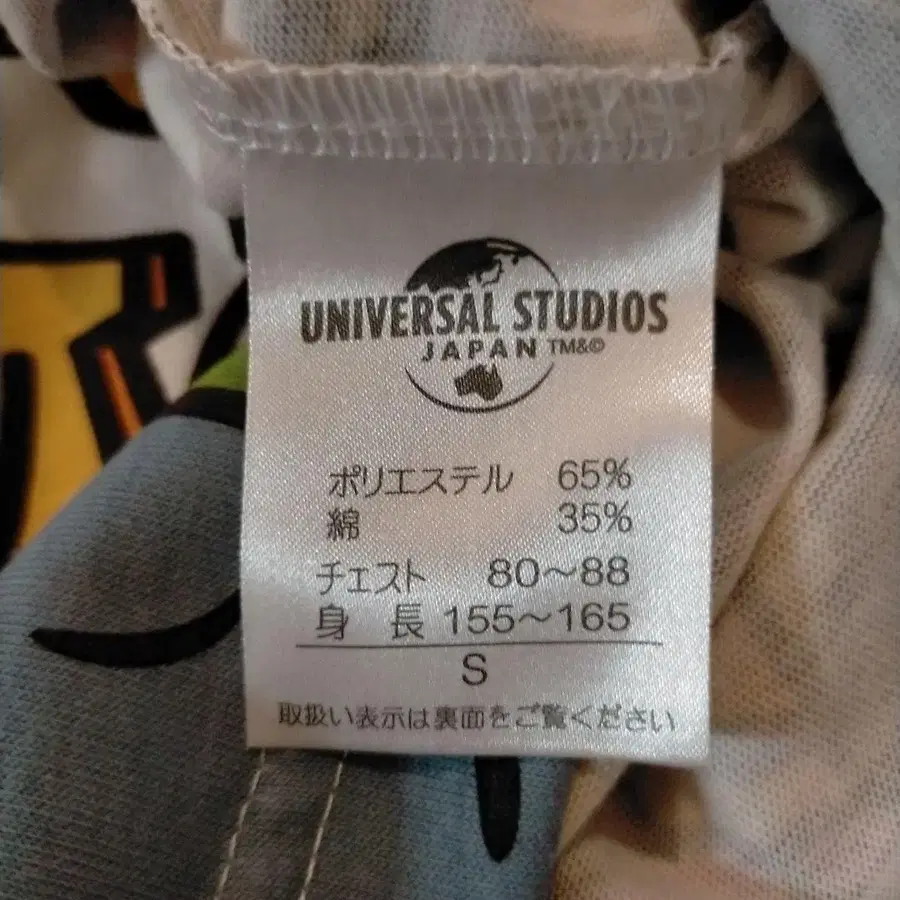 UNIVERSAL STUDIOS
JAPAN TM&©
ポリエステル 65%
綿 35%
チェスト 80〜88
身 長 155〜165
S
取扱い表示は裏面をご覧ください